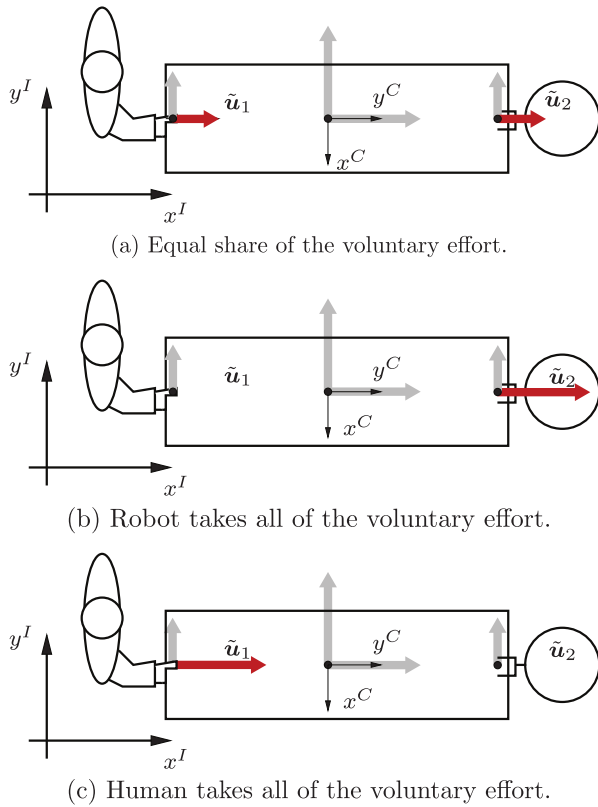 y^I
ũ_1
y^C
ũ_2
x^C
x^I
(a) Equal share of the voluntary effort.
y^I
ũ_1
y^C
ũ_2
x^C
x^I
(b) Robot takes all of the voluntary effort.
y^I
ũ_1
y^C
ũ_2
x^C
x^I
(c) Human takes all of the voluntary effort.